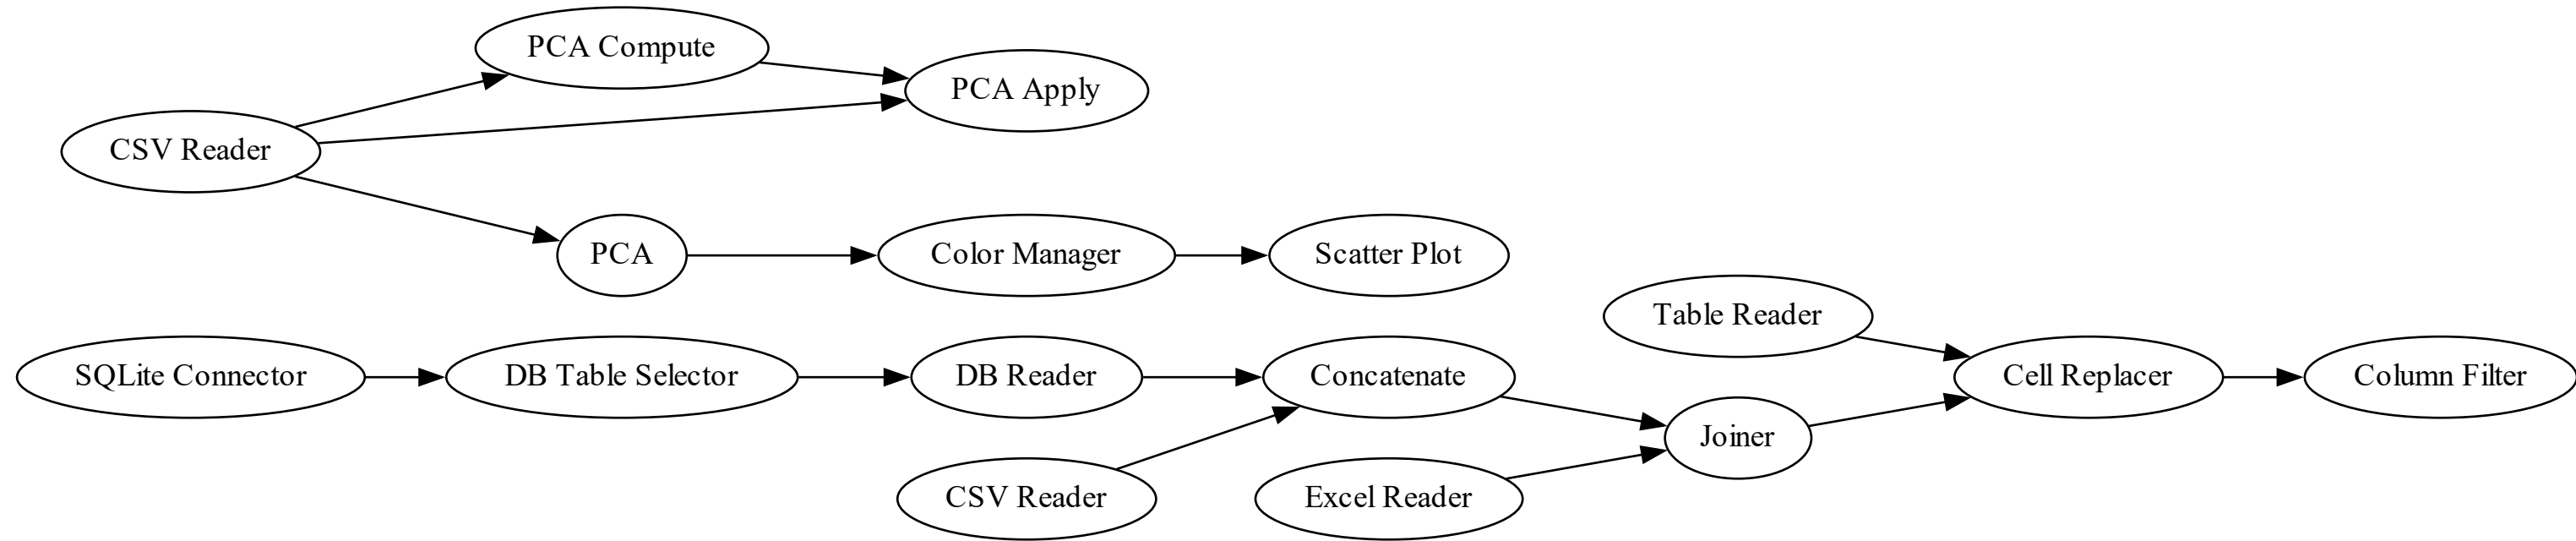 PCA Compute
PCA Apply
CSV Reader
PCA
Color Manager
Scatter Plot
Table Reader
SQLite Connector
DB Table Selector
DB Reader
Concatenate
Cell Replacer
Column Filter
Joiner
CSV Reader
Excel Reader